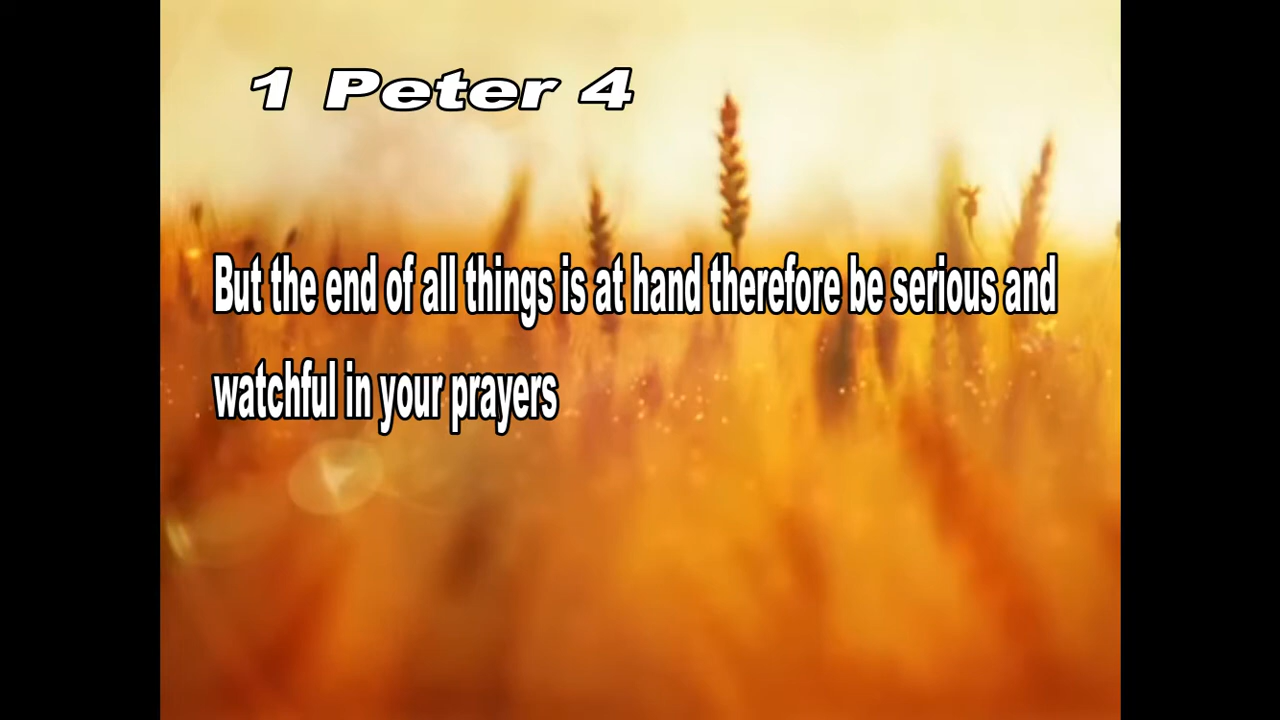 1 Peter 4
But the end of all things is at hand therefore be serious and
watchful in your prayers